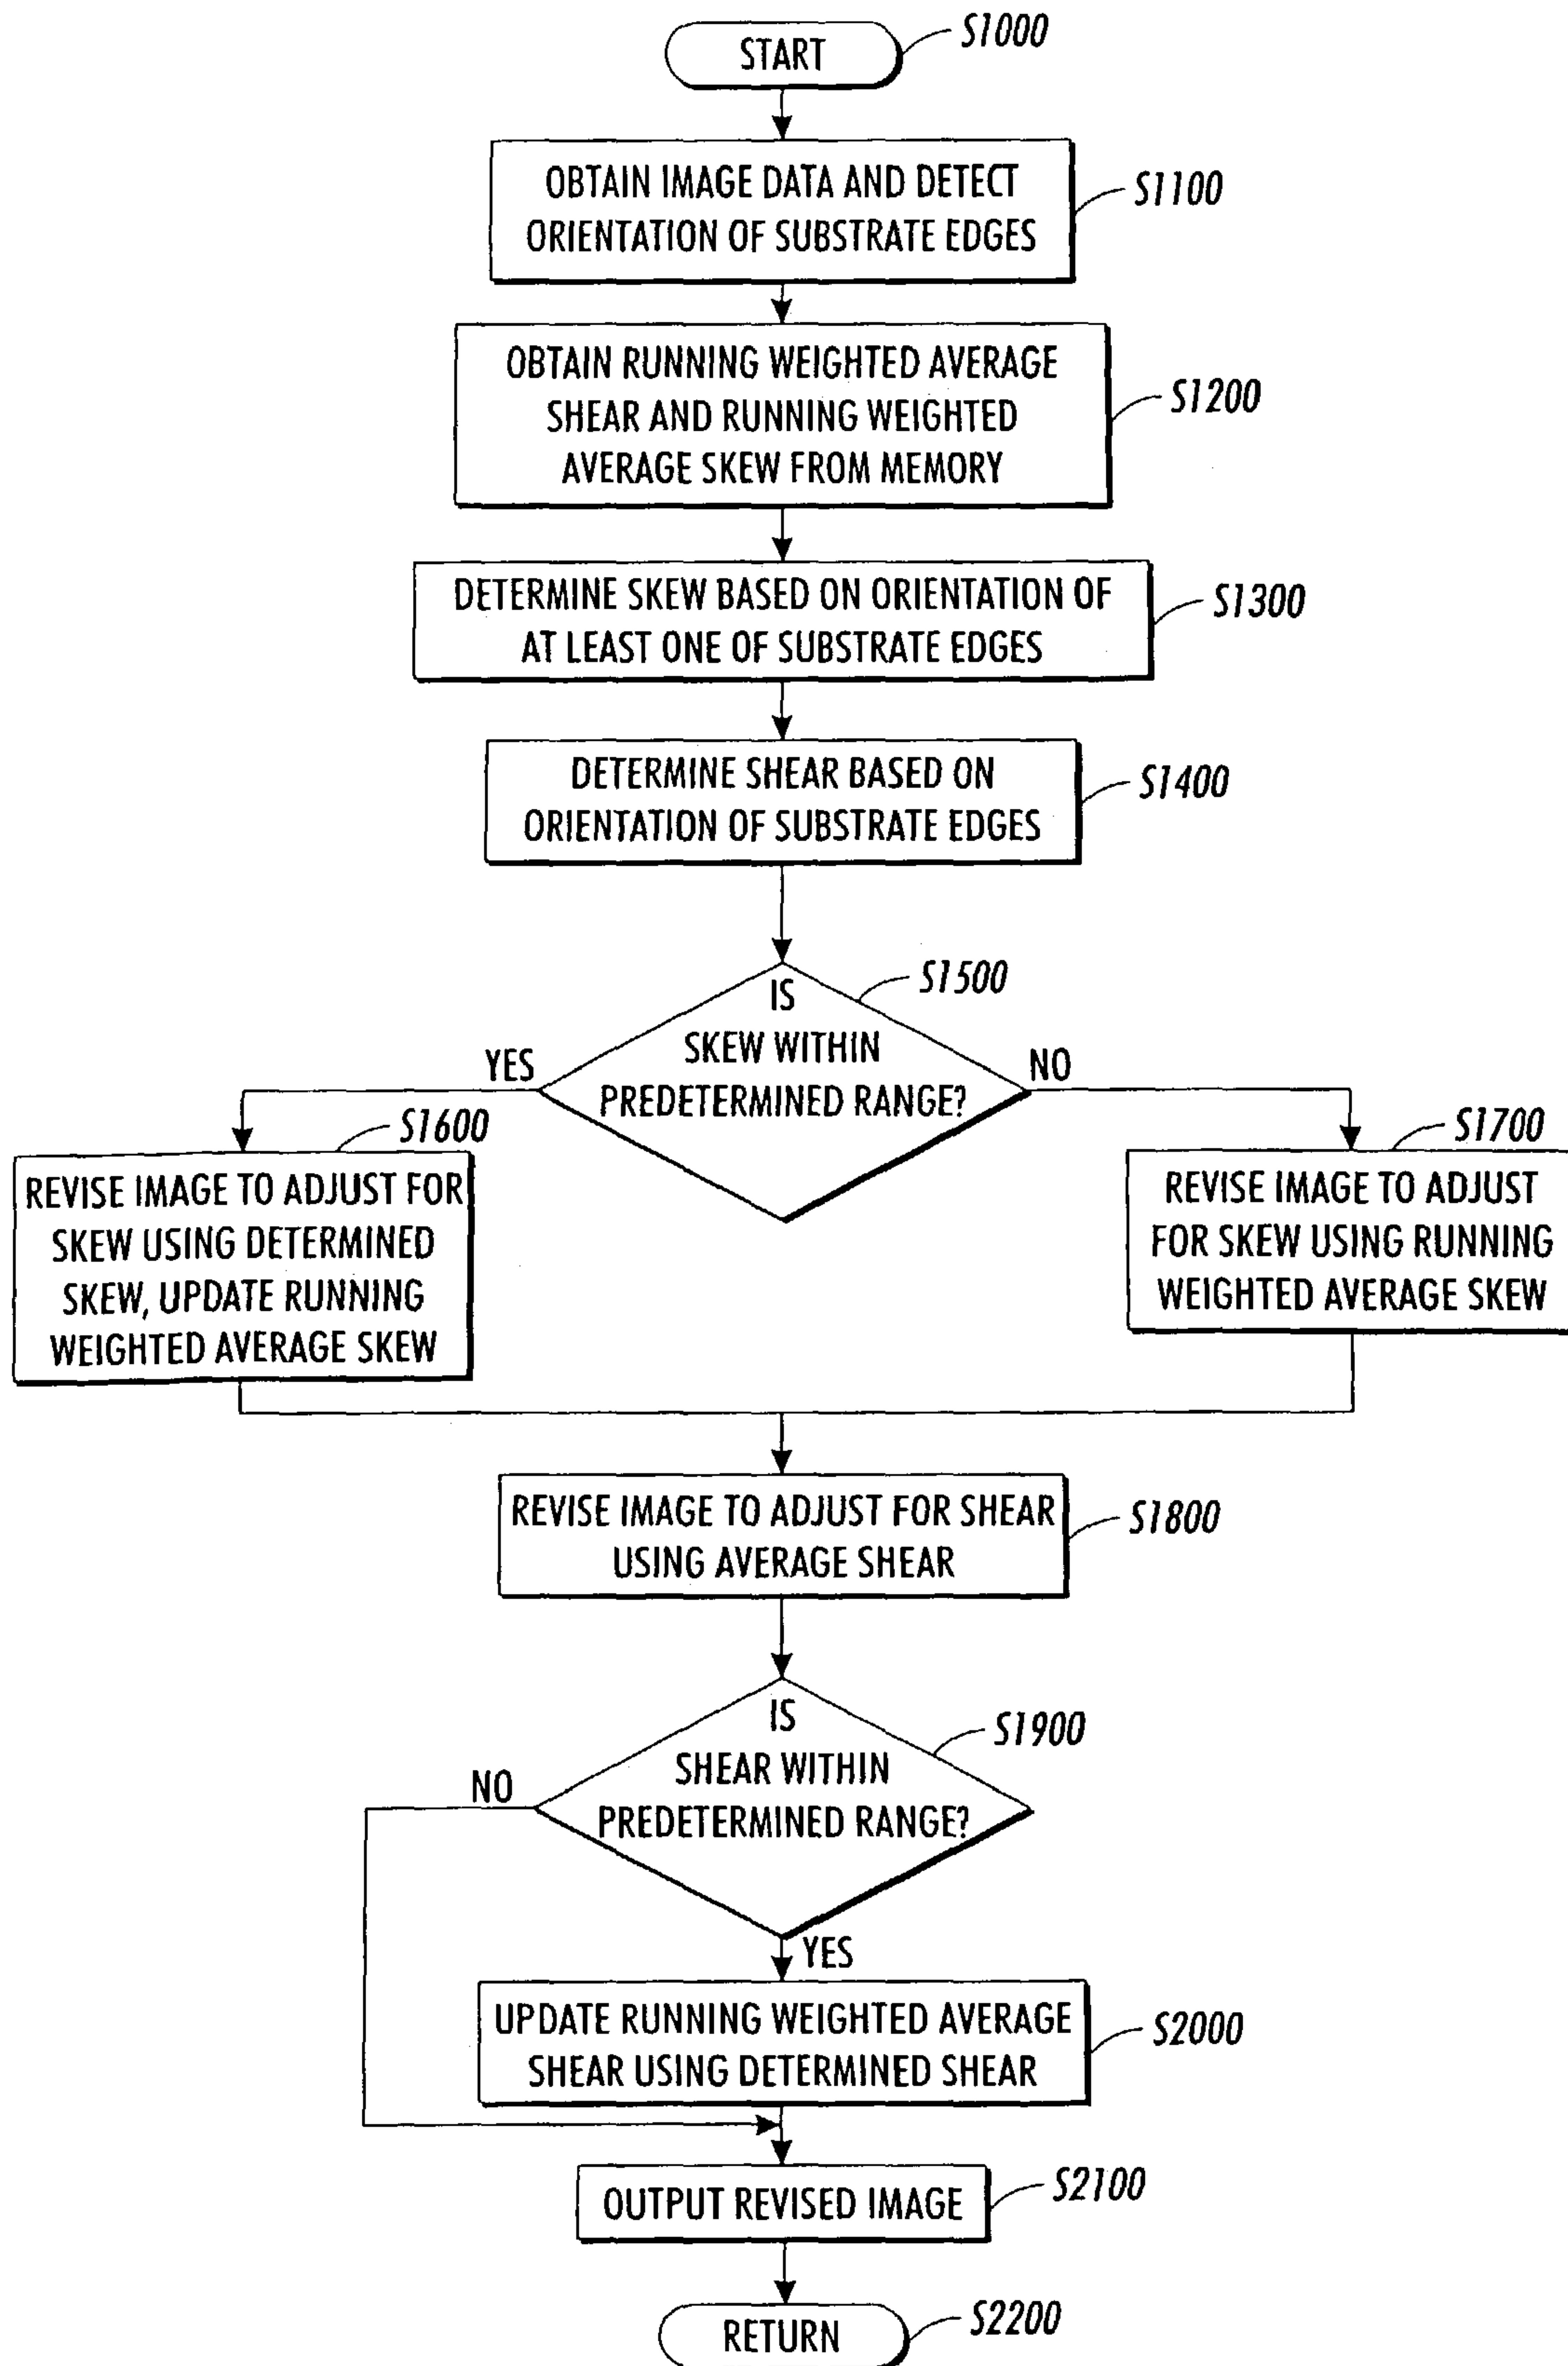 START
S1000
OBTAIN IMAGE DATA AND DETECT
ORIENTATION OF SUBSTRATE EDGES
S1100
OBTAIN RUNNING WEIGHTED AVERAGE
SHEAR AND RUNNING WEIGHTED
AVERAGE SKEW FROM MEMORY
S1200
DETERMINE SKEW BASED ON ORIENTATION OF
AT LEAST ONE OF SUBSTRATE EDGES
S1300
DETERMINE SHEAR BASED ON
ORIENTATION OF SUBSTRATE EDGES
S1400
IS
SKEW WITHIN
PREDETERMINED RANGE?
S1500
YES
NO
S1600
REVISE IMAGE TO ADJUST FOR
SKEW USING DETERMINED
SKEW, UPDATE RUNNING
WEIGHTED AVERAGE SKEW
S1700
REVISE IMAGE TO ADJUST
FOR SKEW USING RUNNING
WEIGHTED AVERAGE SKEW
REVISE IMAGE TO ADJUST FOR SHEAR
USING AVERAGE SHEAR
S1800
IS
SHEAR WITHIN
PREDETERMINED RANGE?
S1900
NO
YES
UPDATE RUNNING WEIGHTED AVERAGE
SHEAR USING DETERMINED SHEAR
S2000
OUTPUT REVISED IMAGE
S2100
RETURN
S2200